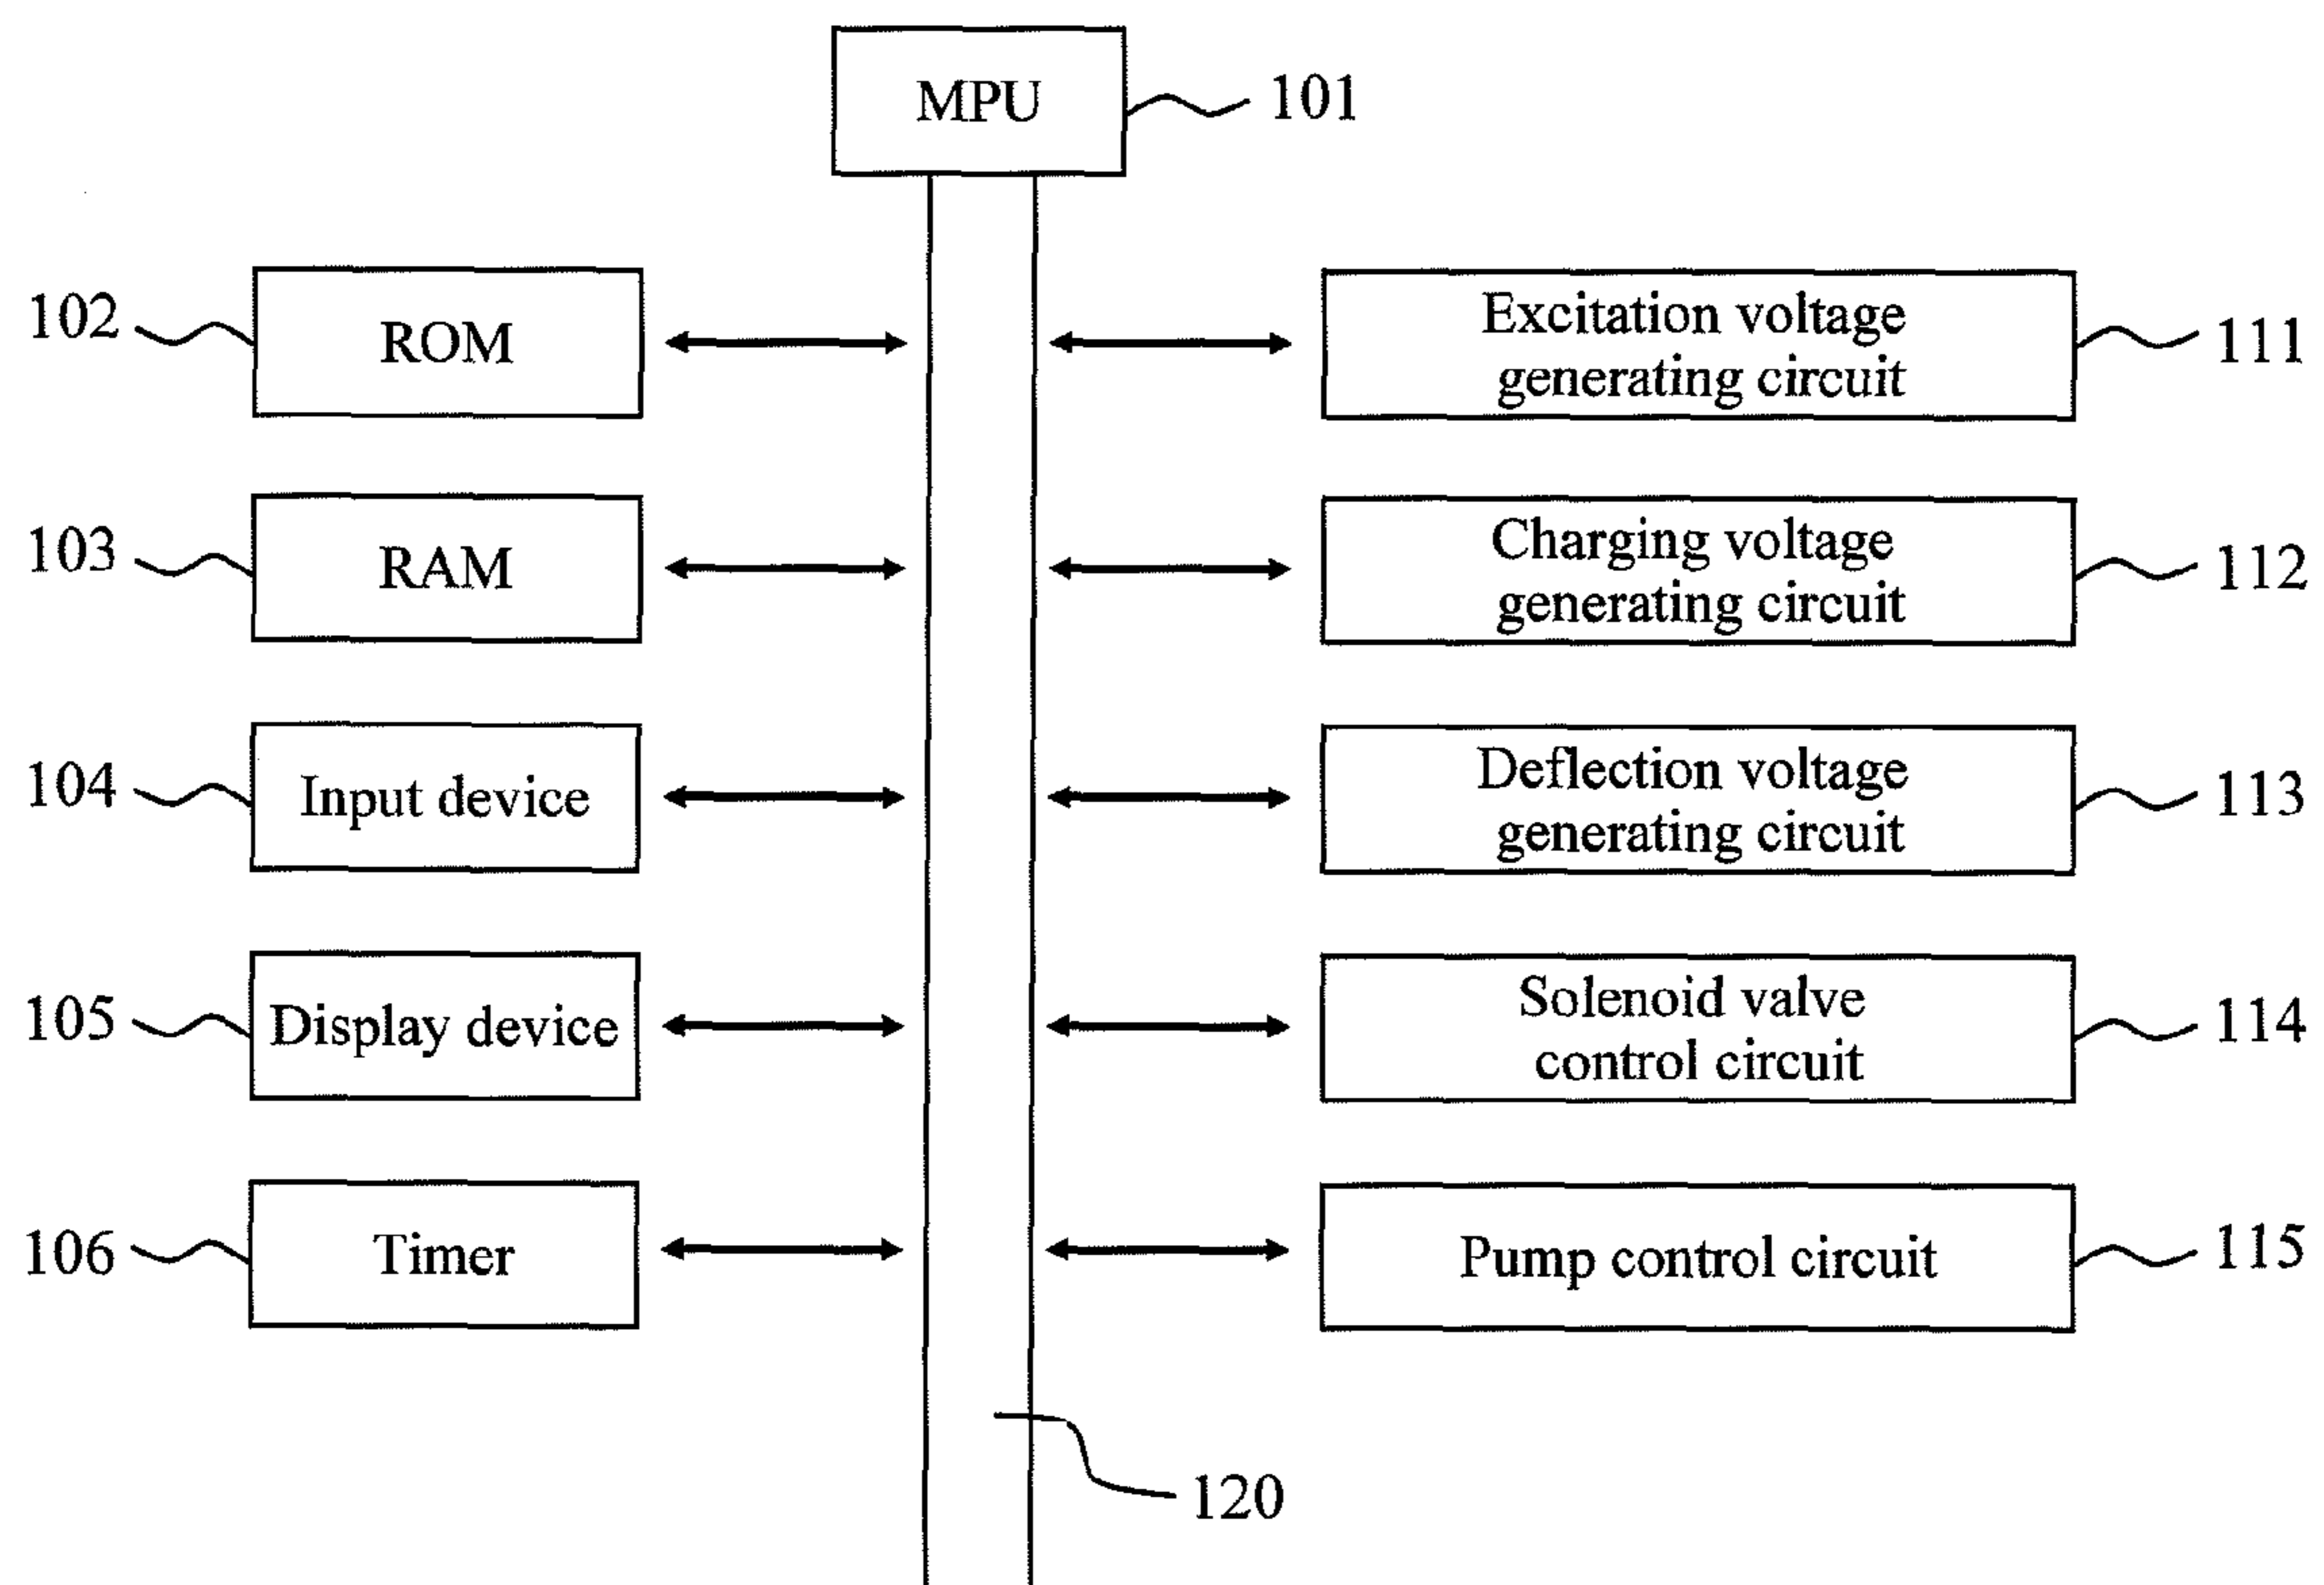 MPU
101
102
ROM
Excitation voltage
generating circuit
111
103
RAM
Charging voltage
generating circuit
112
104
Input device
Deflection voltage
generating circuit
113
105
Display device
Solenoid valve
control circuit
114
106
Timer
Pump control circuit
115
120